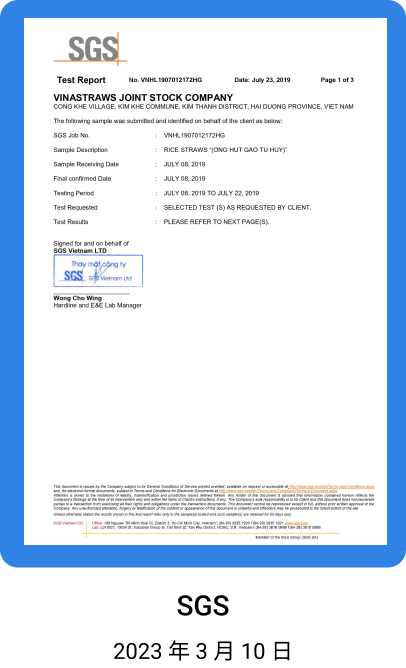 SGS
Test Report No. VNHL1907012172HG Date: July 23, 2019 Page 1 of 3
VINASTRAWS JOINT STOCK COMPANY
CONG KHE VILLAGE, KIM KHE COMMUNE, KIM THANH DISTRICT, HAI DUONG PROVINCE, VIET NAM
The following sample was submitted and identified on behalf of the client as below:
SGS Job No. : VNHL1907012172HG
Sample Description : RICE STRAWS "(ONG HUT GAO TU HUY)"
Sample Receiving Date : JULY 08, 2019
Final confirmed Date : JULY 08, 2019
Testing Period : JULY 08, 2019 TO JULY 22, 2019
Test Requested : SELECTED TEST (S) AS REQUESTED BY CLIENT.
Test Results : PLEASE REFER TO NEXT PAGE(S).
Signed for and on behalf of
SGS Vietnam LTD
Thay mặt công ty
SGS SGS Vietnam Ltd
Wong Cho Wing
Hardline and E&E Lab Manager
SGS Vietnam Ltd
Member of the SGS Group (SGS SA)
SGS
2023 年 3 月 10 日